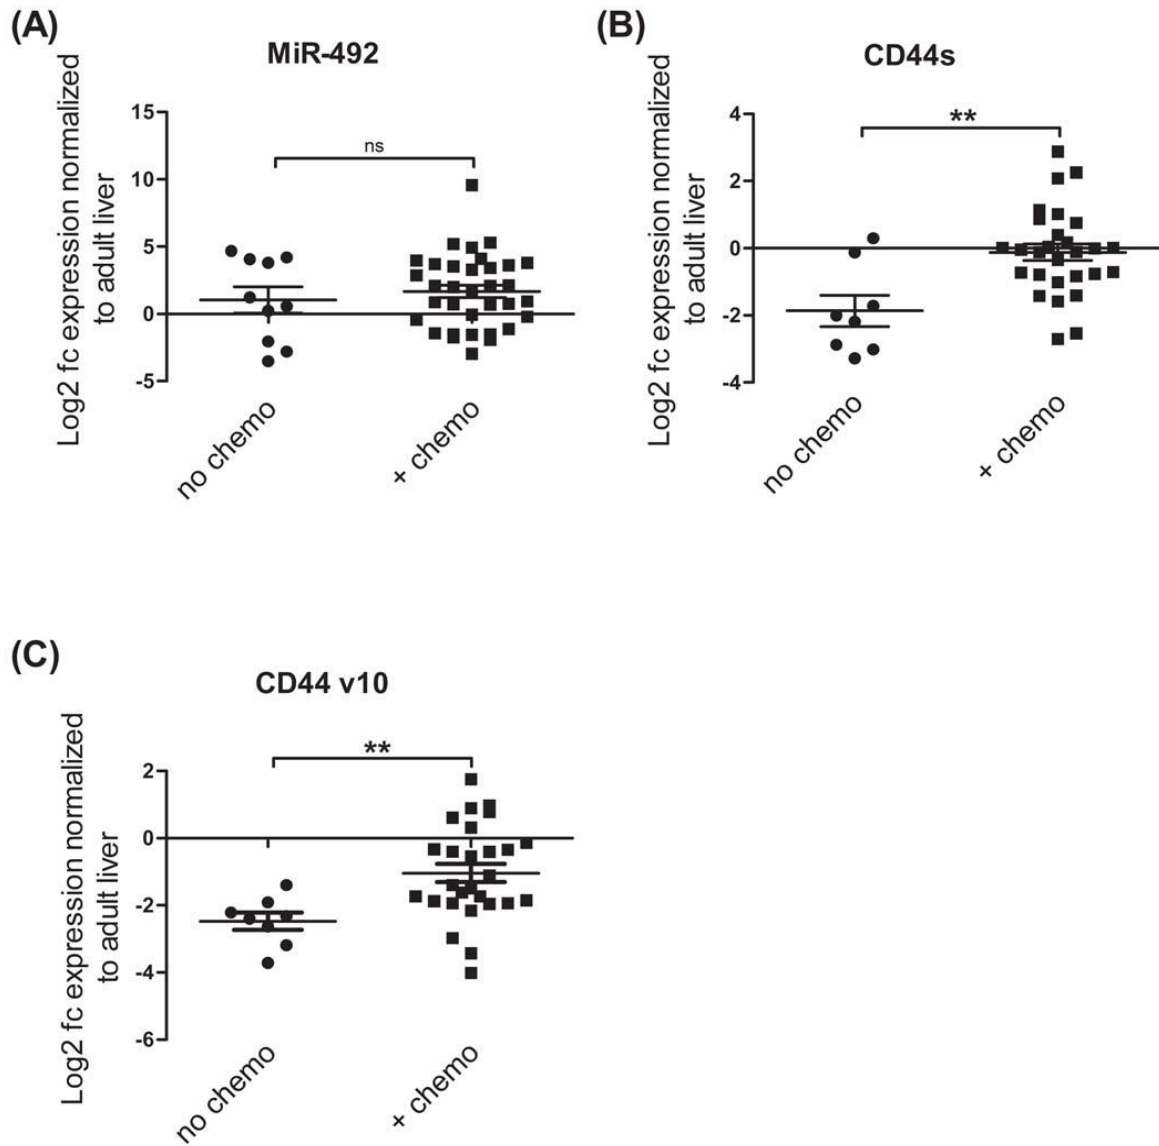 (A)
MiR-492
Log2 fc expression normalized
to adult liver
15
10
5
0
-5
ns
no chemo
+ chemo
(B)
CD44s
Log2 fc expression normalized
to adult liver
4
2
0
-2
-4
**
no chemo
+ chemo
(C)
CD44 v10
Log2 fc expression normalized
to adult liver
2
0
-2
-4
-6
**
no chemo
+ chemo